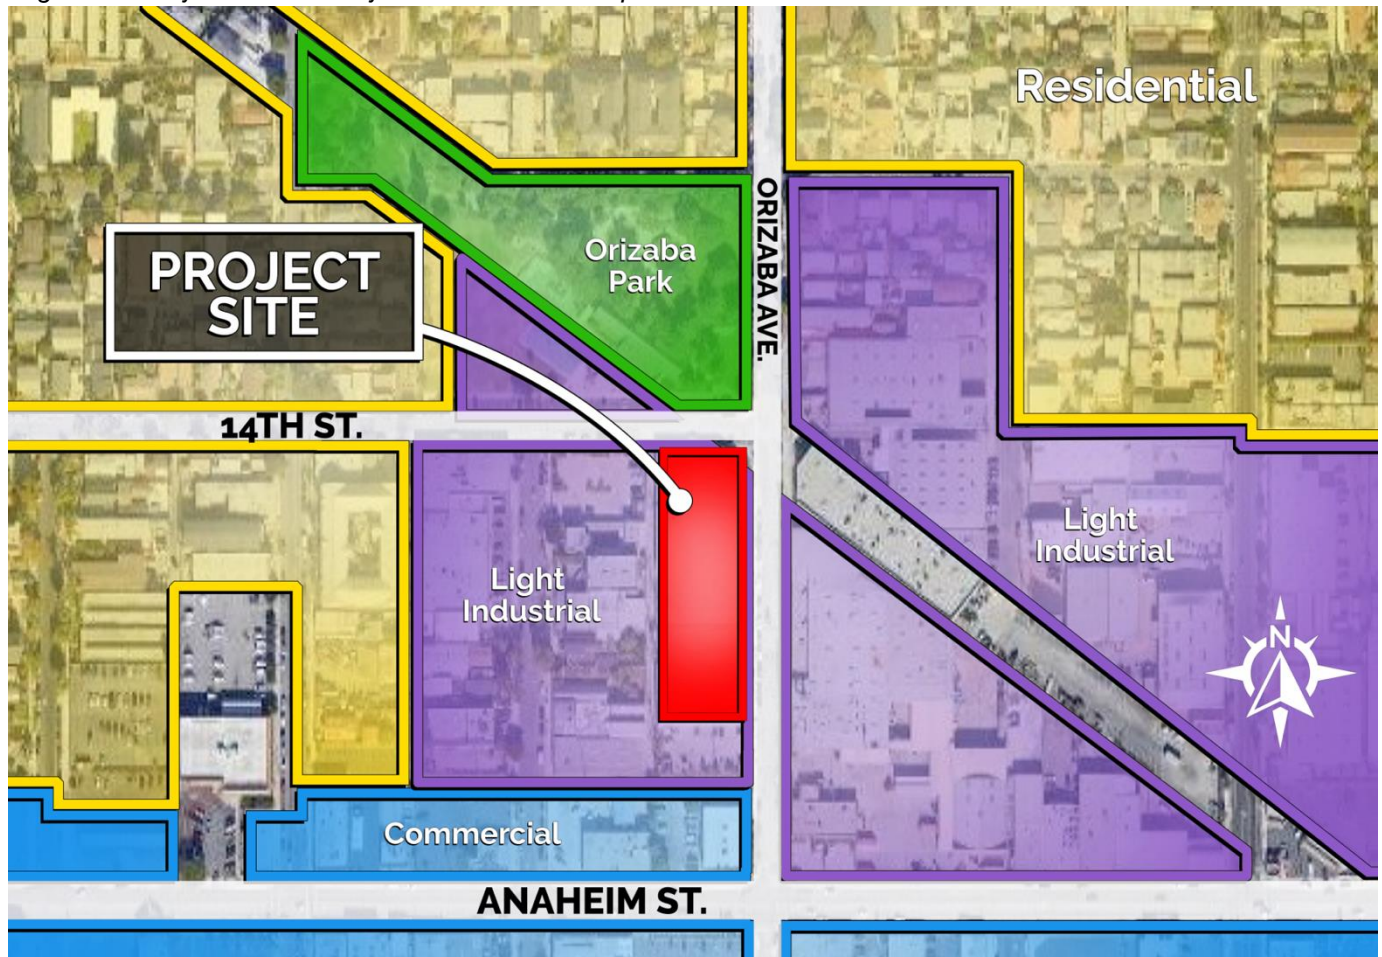 Residential
ORIZABA AVE.
Orizaba
Park
PROJECT
SITE
14TH ST.
Light
Industrial
Light
Industrial
N
Commercial
ANAHEIM ST.